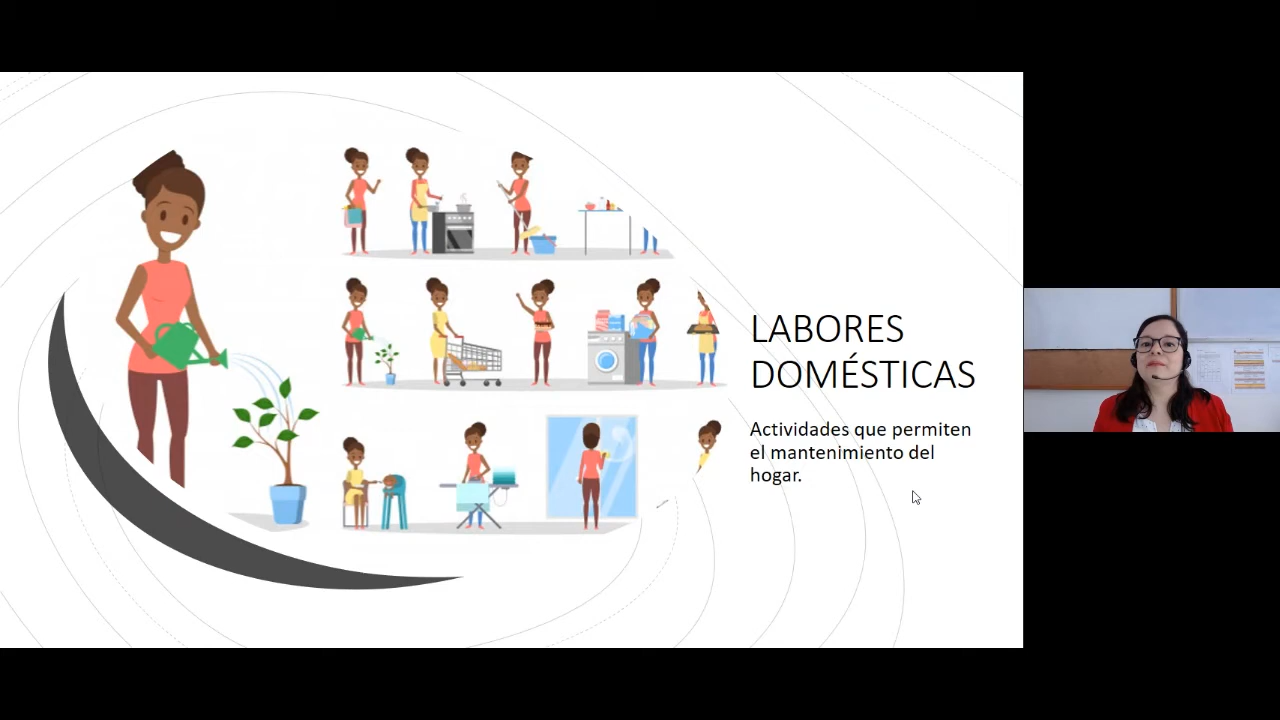 LABORES
DOMÉSTICAS
Actividades que permiten
el mantenimiento del
hogar.